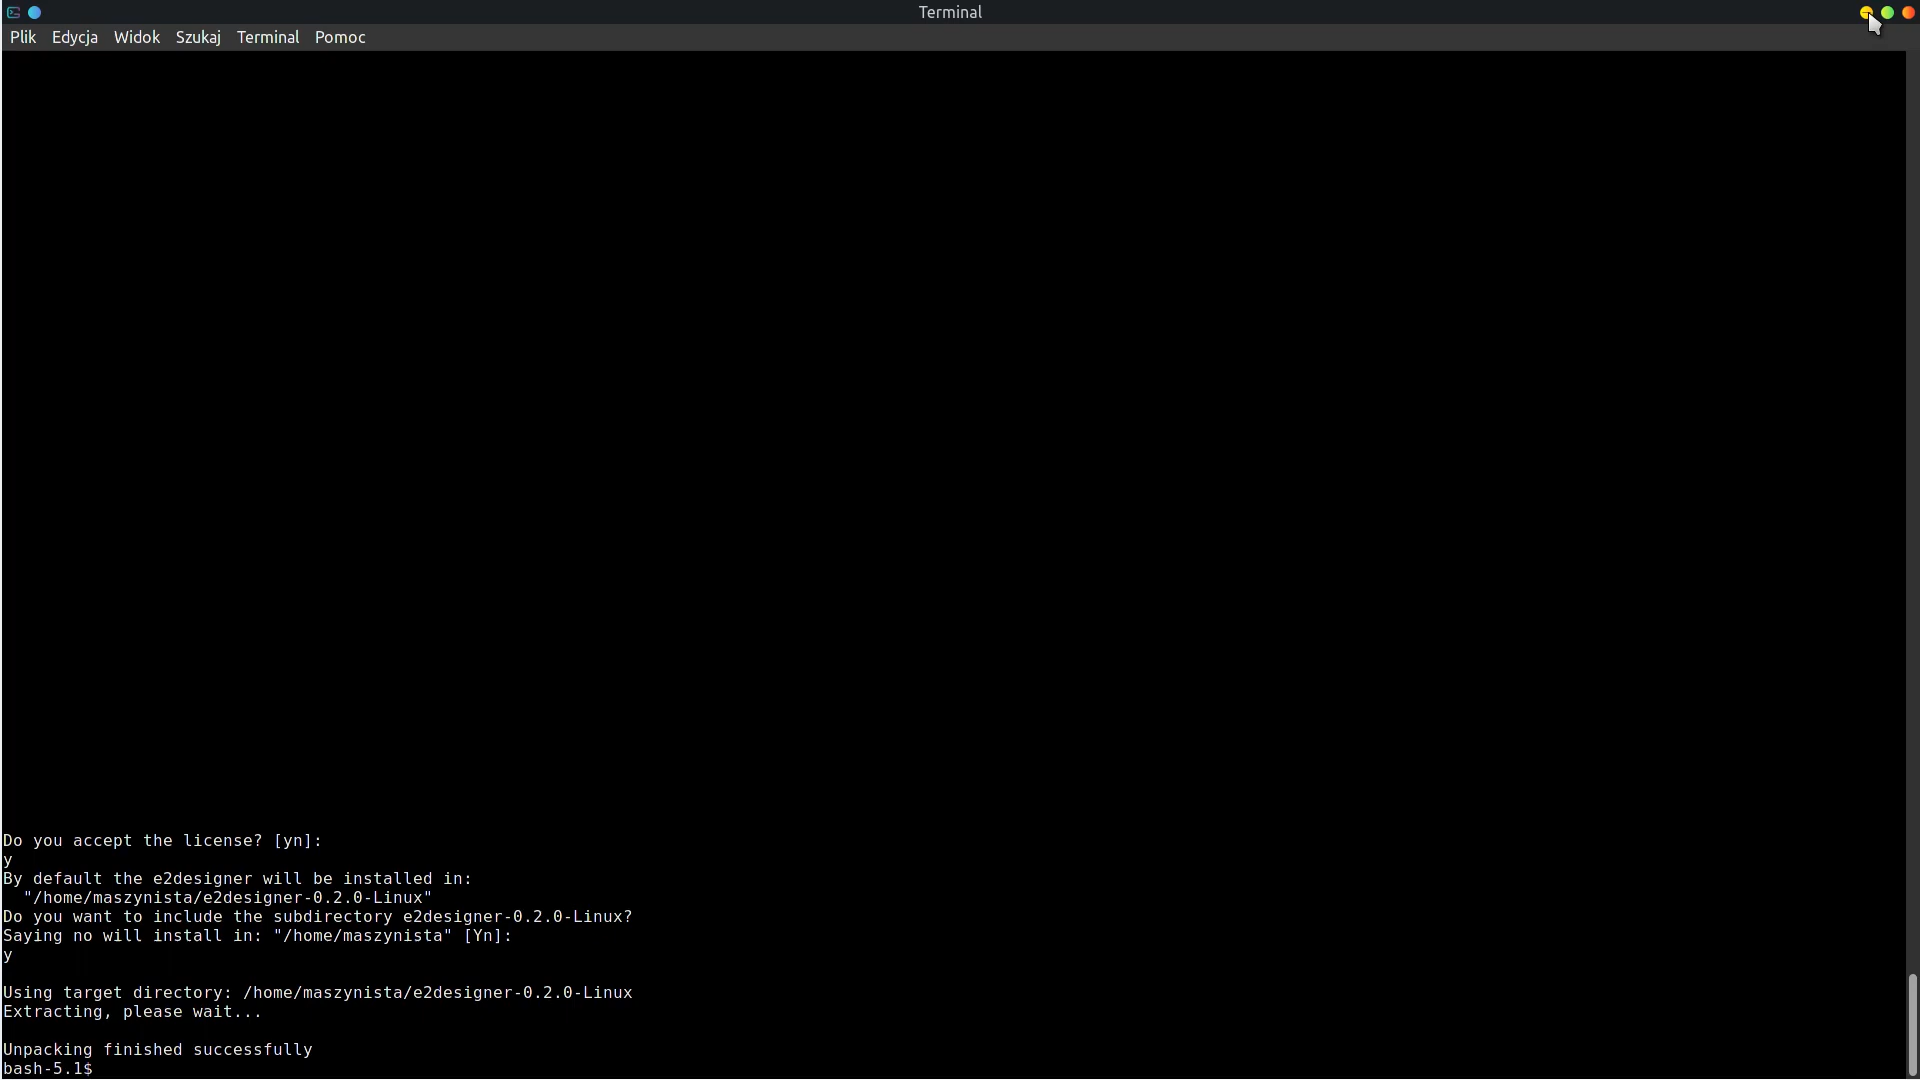 Terminal
Plik Edycja Widok Szukaj Terminal Pomoc
Do you accept the license? [yn]:
y
By default the e2designer will be installed in:
  "/home/maszynista/e2designer-0.2.0-Linux"
Do you want to include the subdirectory e2designer-0.2.0-Linux?
Saying no will install in: "/home/maszynista" [Yn]:
y
Using target directory: /home/maszynista/e2designer-0.2.0-Linux
Extracting, please wait...
Unpacking finished successfully
bash-5.1$